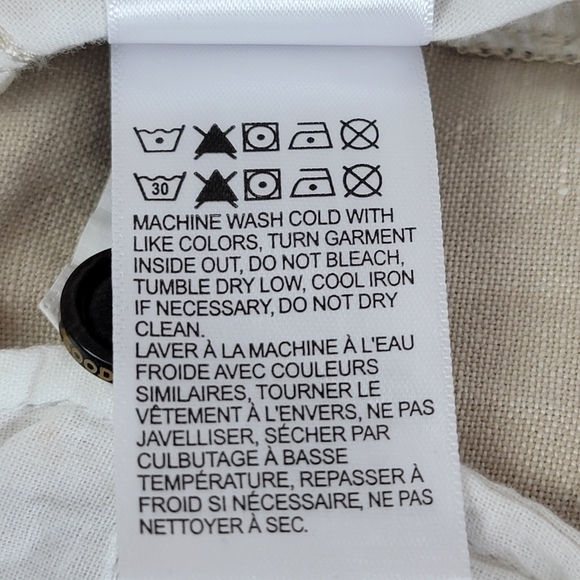 30
MACHINE WASH COLD WITH
LIKE COLORS, TURN GARMENT
INSIDE OUT, DO NOT BLEACH,
TUMBLE DRY LOW, COOL IRON
IF NECESSARY, DO NOT DRY
CLEAN.
LAVER À LA MACHINE À L'EAU
FROIDE AVEC COULEURS
SIMILAIRES, TOURNER LE
VÊTEMENT À L'ENVERS, NE PAS
JAVELLISER, SÉCHER PAR
CULBUTAGE À BASSE
TEMPÉRATURE, REPASSER À
FROID SI NÉCESSAIRE, NE PAS
NETTOYER À SEC.